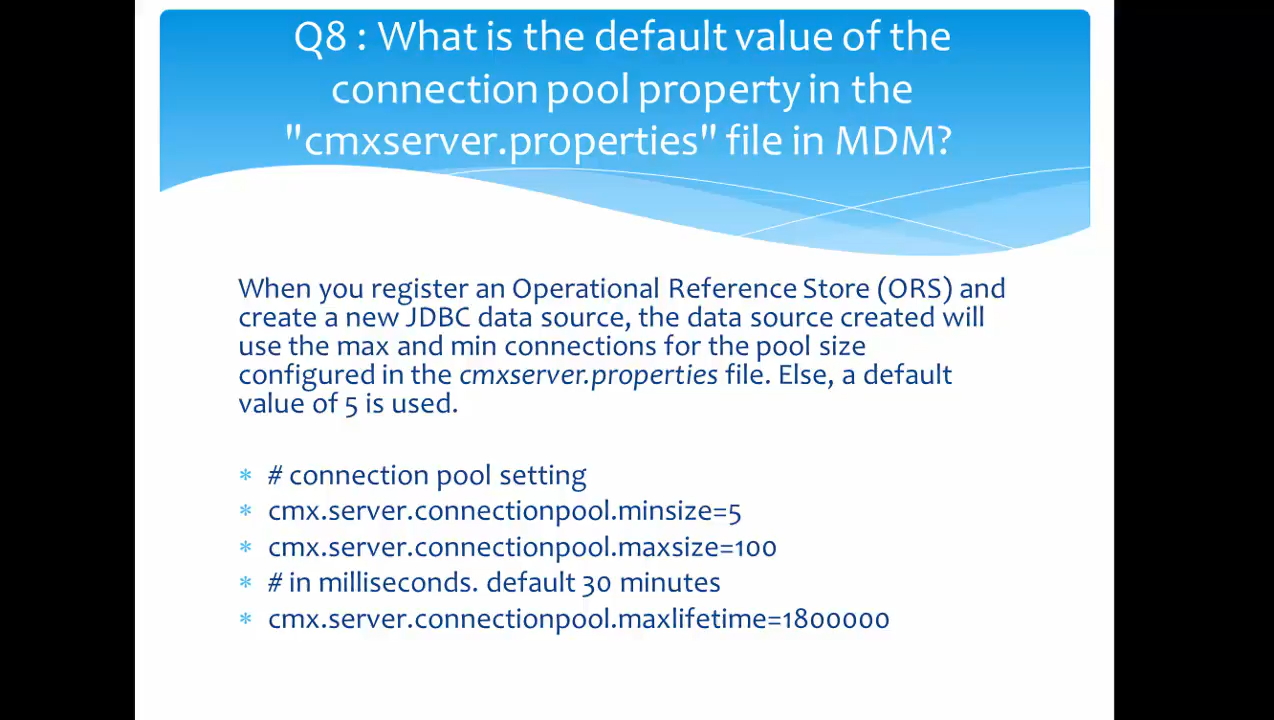 Q8 : What is the default value of the
connection pool property in the
"cmxserver.properties" file in MDM?
When you register an Operational Reference Store (ORS) and
create a new JDBC data source, the data source created will
use the max and min connections for the pool size
configured in the cmxserver.properties file. Else, a default
value of 5 is used.
* # connection pool setting
* cmx.server.connectionpool.minsize=5
* cmx.server.connectionpool.maxsize=100
* # in milliseconds. default 30 minutes
* cmx.server.connectionpool.maxlifetime=1800000